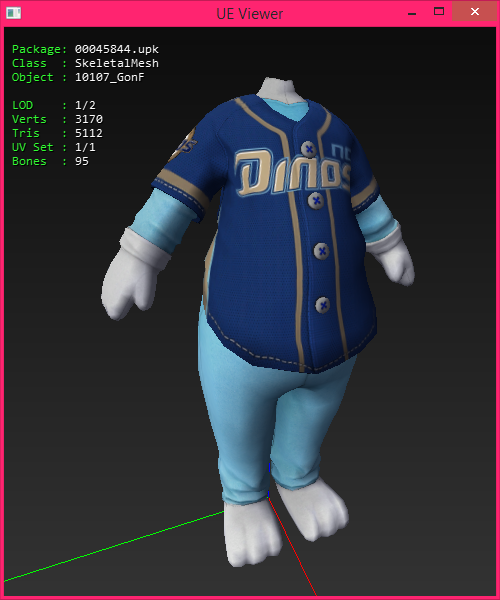 UE Viewer
Package: 00045844.upk
Class  : SkeletalMesh
Object : 10107_GonF
LOD    : 1/2
Verts  : 3170
Tris   : 5112
UV Set : 1/1
Bones  : 95
NC
Dinos